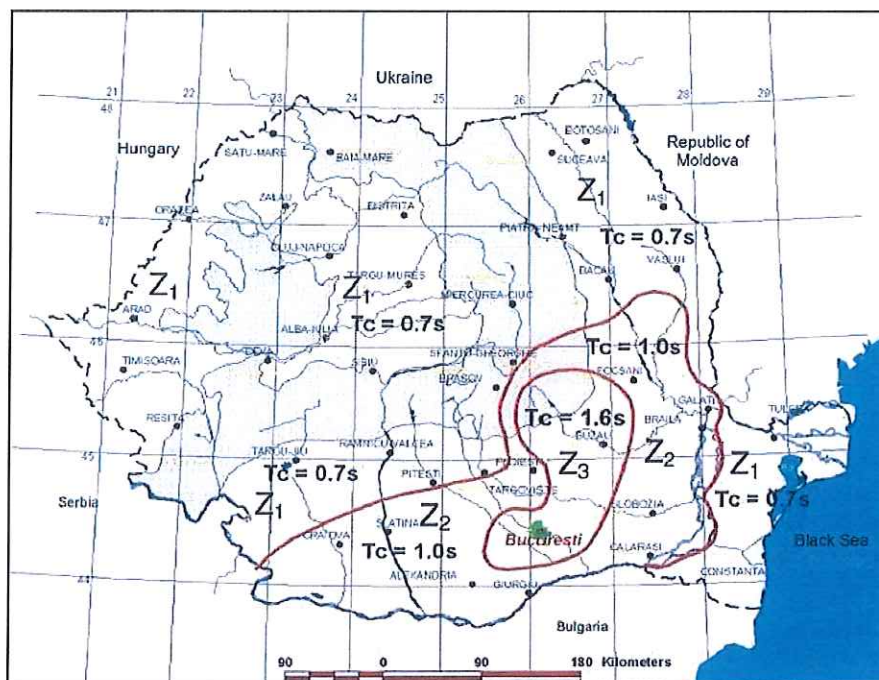 Ukraine
21 22 23 24 25 26 27 28 29
48
Hungary
Republic of
Moldova
BOTOSANI
SATU-MARE
BAIA-MARE
SUCEAVA
ZALAU
Z1
IASI
47
ORADEA
BISTRITA
PIATRA-NEAMT
Tc = 0.7s
CLUJ-NAPOCA
VASLUI
TARGU-MURES
BACAU
Z1
Z1
MIERCUREA-CIUC
ARAD
Tc = 0.7s
ALBA-IULIA
46
Tc = 1.0s
TIMISOARA
DEVA
SIBIU
SFANTU-GHEORGHE
FOCSANI
BRASOV
GALATI
RESITA
Tc = 1.6s
BRAILA
TULCEA
RAMNICU-VALCEA
BUZAU
45
TARGU-JIU
Z2
Z1
Tc = 0.7s
PITESTI
PLOIESTI
Z3
Serbia
TARGOVISTE
Tc = 0.7s
Z1
Z2
SLOBOZIA
SLATINA
Bucureşti
CRAIOVA
Tc = 1.0s
CALARASI
Black Sea
44
ALEXANDRIA
CONSTANTA
GIURGIU
Bulgaria
90 0 90 180 Kilometers